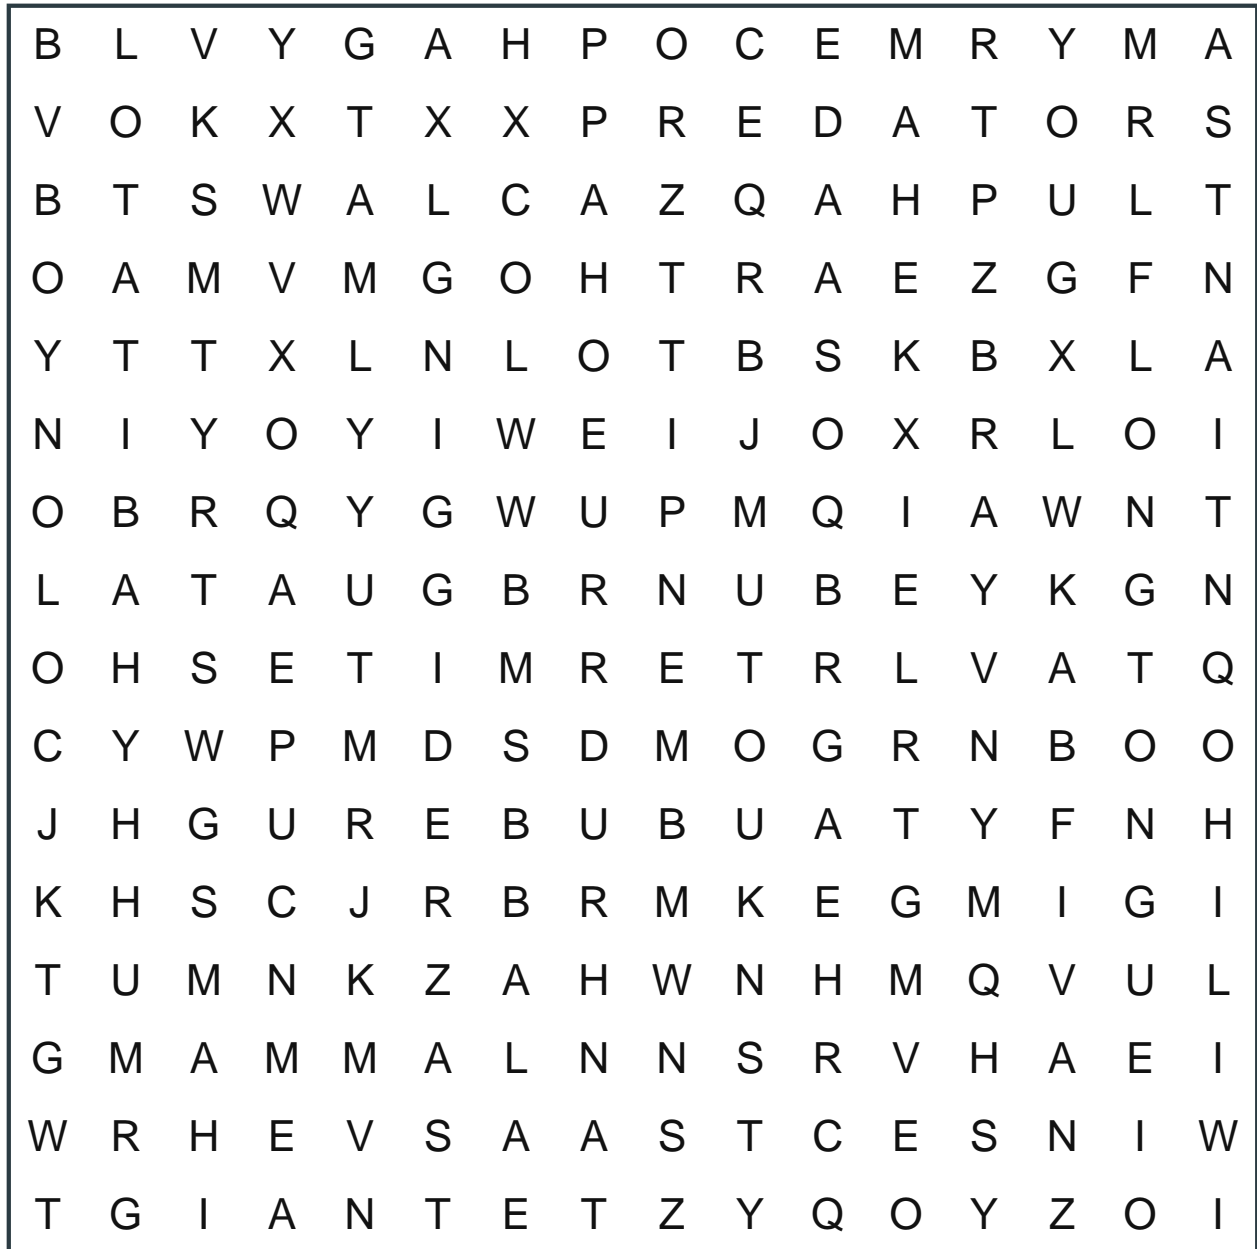 B L V Y G A H P O C E M R Y M A
V O K X T X X P R E D A T O R S
B T S W A L C A Z Q A H P U L T
O A M V M G O H T R A E Z G F N
Y T T X L N L O T B S K B X L A
N I Y O Y I W E I J O X R L O I
O B R Q Y G W U P M Q I A W N T
L A T A U G B R N U B E Y K G N
O H S E T I M R E T R L V A T Q
C Y W P M D S D M O G R N B O O
J H G U R E B U B U A T Y F N H
K H S C J R B R M K E G M I G I
T U M N K Z A H W N H M Q V U L
G M A M M A L N N S R V H A E I
W R H E V S A A S T C E S N I W
T G I A N T E T Z Y Q O Y Z O I